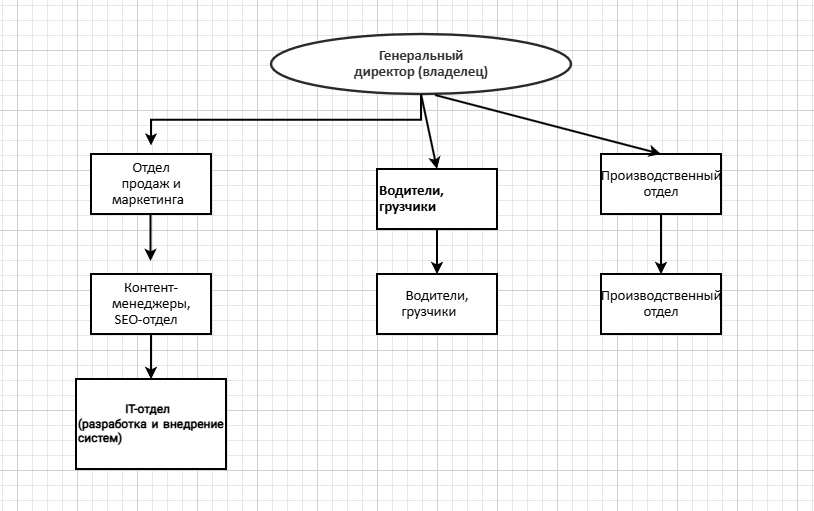 Генеральный
директор (владелец)
Отдел
продаж и
маркетинга
Водители,
грузчики
Производственный
отдел
Контент-
менеджеры,
SEO-отдел
Водители,
грузчики
Производственный
отдел
IT-отдел
(разработка и внедрение
систем)